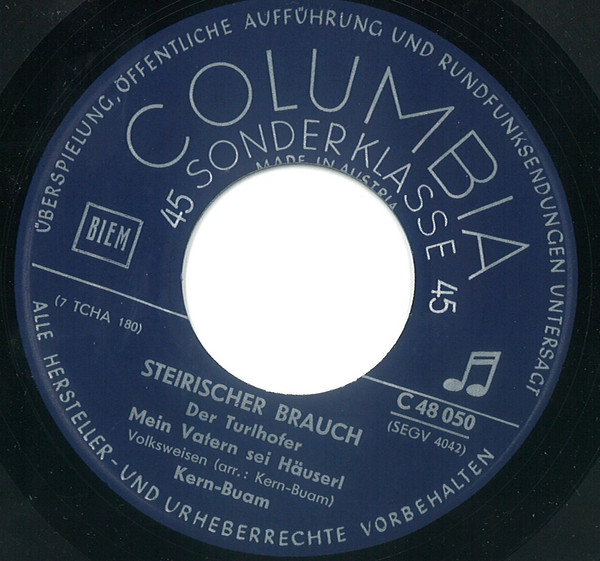 ÜBERSPIELUNG, ÖFFENTLICHE AUFFÜHRUNG UND RUNDFUNKSENDUNGEN UNTERSAGT
COLUMBIA
45 SONDERKLASSE 45
MADE IN AUSTRIA
BIEM
(7 TCHA 180)
C 48 050
(SEGV 4042)
STEIRISCHER BRAUCH
Der Turlhofer
Mein Vatern sei Häuserl
Volksweisen (arr.: Kern-Buam)
Kern-Buam
ALLE HERSTELLER- UND URHEBERRECHTE VORBEHALTEN